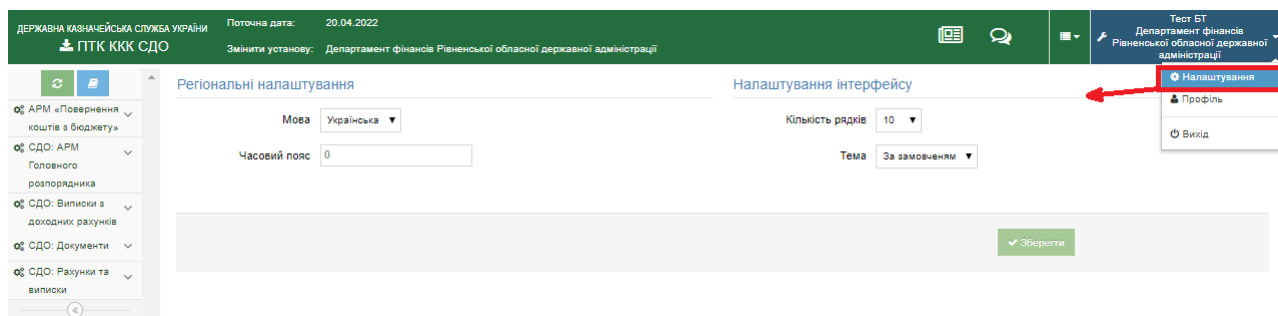 ДЕРЖАВНА КАЗНАЧЕЙСЬКА СЛУЖБА УКРАЇНИ
ПТК ККК СДО
Поточна дата: 20.04.2022
Змінити установу: Департамент фінансів Рівненської обласної державної адміністрації
Тест БТ
Департамент фінансів
Рівненської обласної державної
адміністрації
Налаштування
Профіль
Вихід
АРМ «Повернення
коштів з бюджету»
СДО: АРМ
Головного
розпорядника
СДО: Виписки з
доходних рахунків
СДО: Документи
СДО: Рахунки та
виписки
Регіональні налаштування
Мова Українська
Часовий пояс 0
Налаштування інтерфейсу
Кількість рядків 10
Тема За замовченям
Зберегти